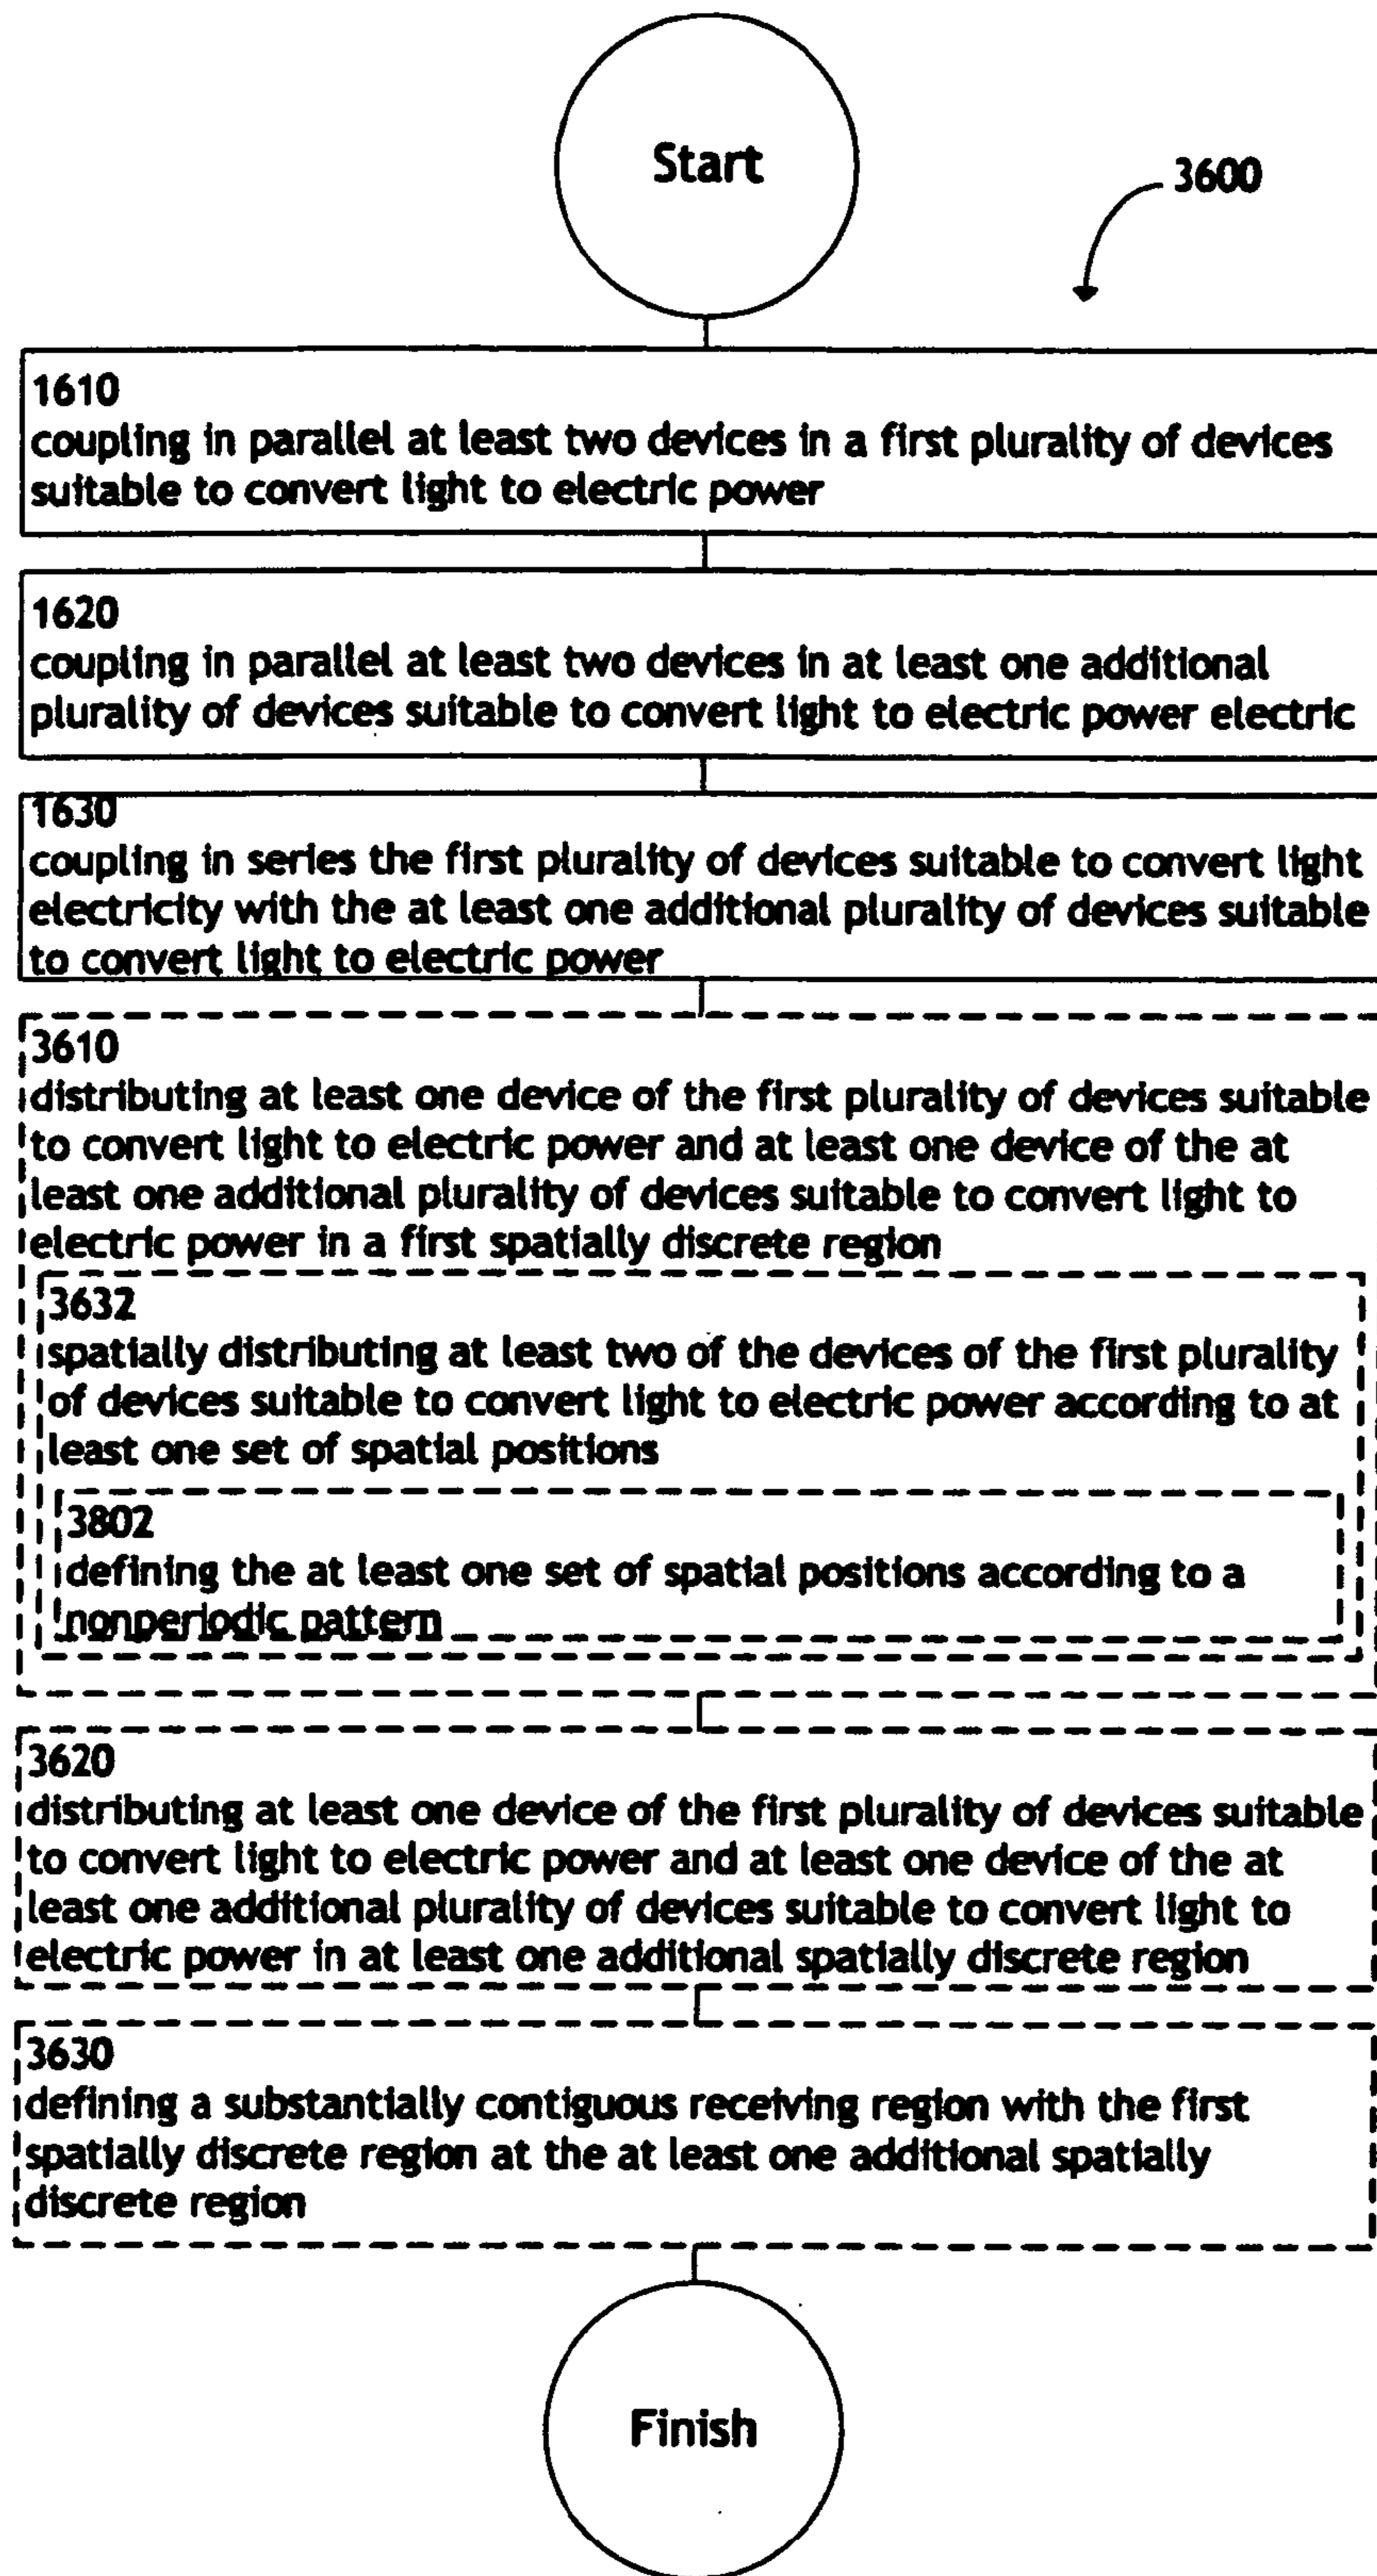 Start
3600
1610
coupling in parallel at least two devices in a first plurality of devices
suitable to convert light to electric power
1620
coupling in parallel at least two devices in at least one additional
plurality of devices suitable to convert light to electric power electric
1630
coupling in series the first plurality of devices suitable to convert light
electricity with the at least one additional plurality of devices suitable
to convert light to electric power
3610
distributing at least one device of the first plurality of devices suitable
to convert light to electric power and at least one device of the at
least one additional plurality of devices suitable to convert light to
electric power in a first spatially discrete region
3632
spatially distributing at least two of the devices of the first plurality
of devices suitable to convert light to electric power according to at
least one set of spatial positions
3802
defining the at least one set of spatial positions according to a
nonperiodic pattern
3620
distributing at least one device of the first plurality of devices suitable
to convert light to electric power and at least one device of the at
least one additional plurality of devices suitable to convert light to
electric power in at least one additional spatially discrete region
3630
defining a substantially contiguous receiving region with the first
spatially discrete region at the at least one additional spatially
discrete region
Finish